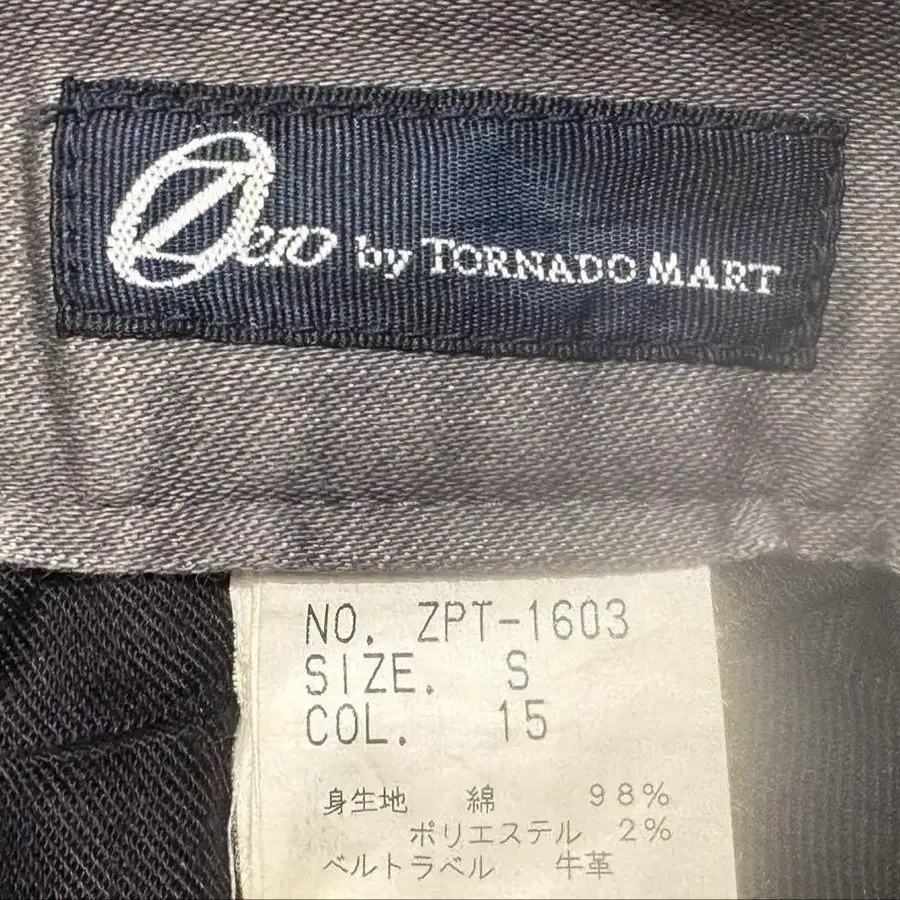 Zero by TORNADO MART
NO. ZPT-1603
SIZE. S
COL. 15
身生地 綿 98%
ポリエステル 2%
ベルトラベル 牛革